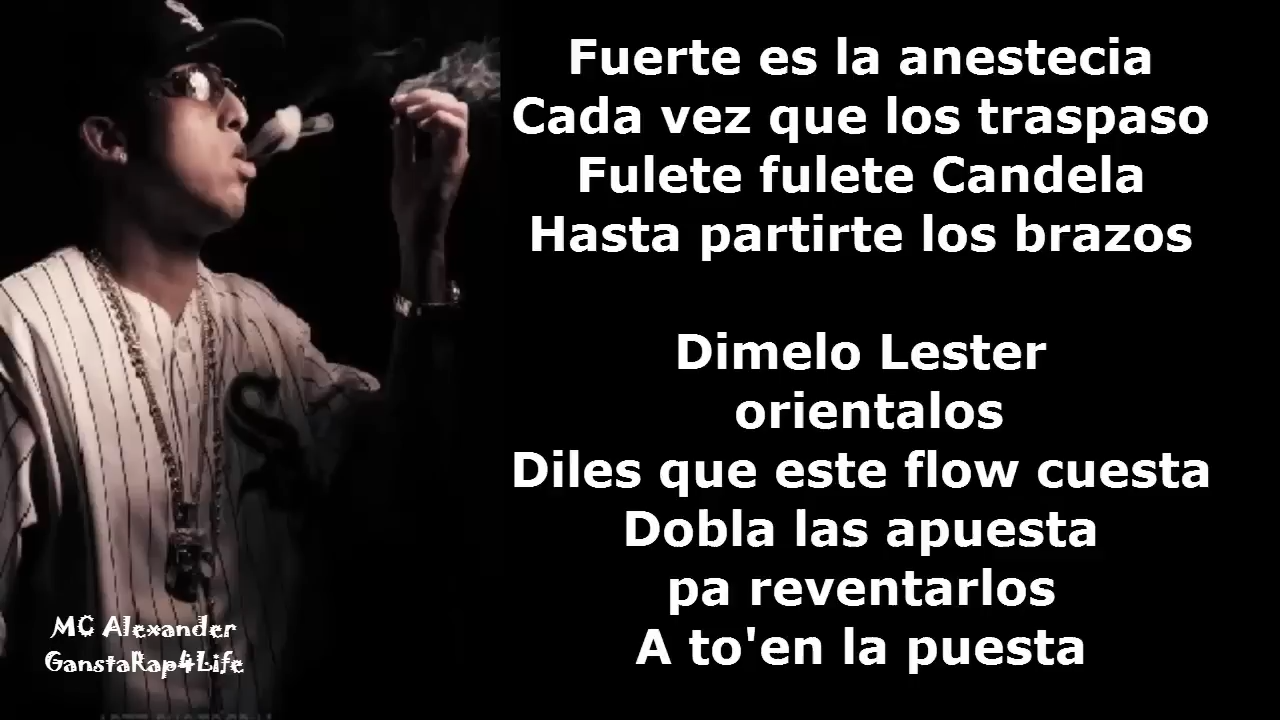 Fuerte es la anestecia
Cada vez que los traspaso
Fulete fulete Candela
Hasta partirte los brazos
Dimelo Lester
orientalos
Diles que este flow cuesta
Dobla las apuesta
pa reventarlos
A to'en la puesta
MC Alexander
GanstaRap4Life